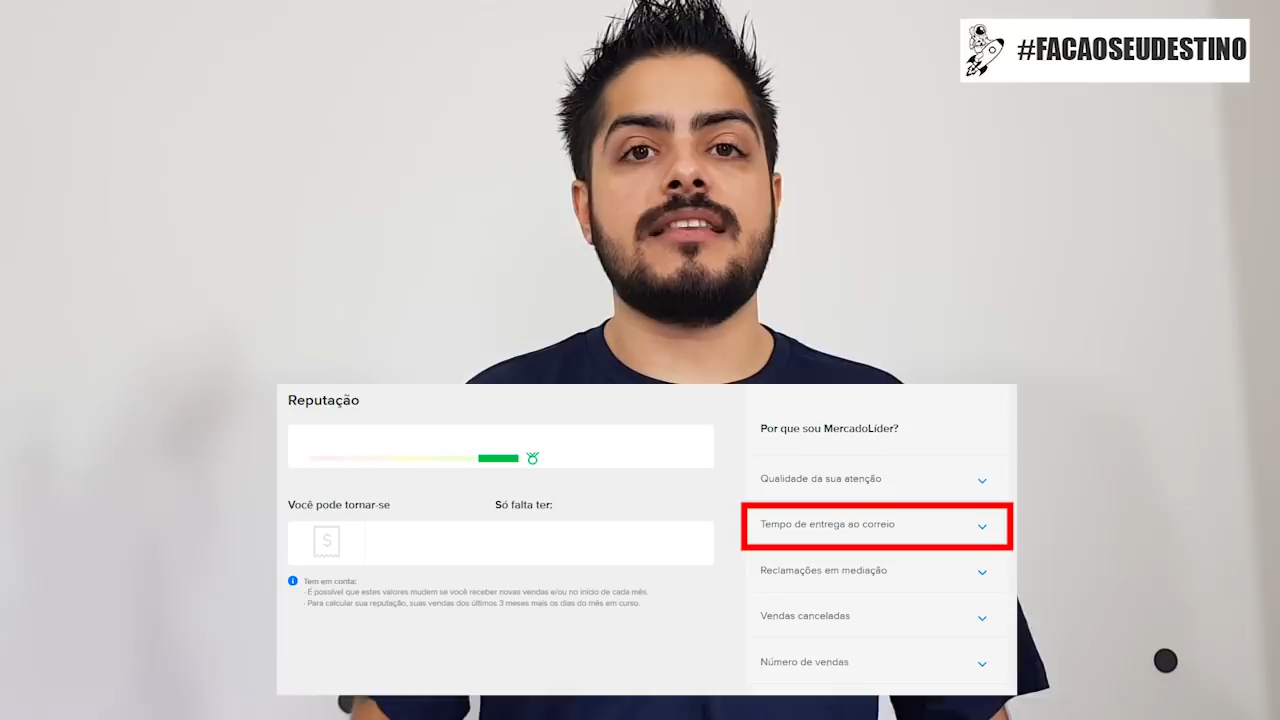 #FACAOSEUDESTINO
Reputação
Você pode tornar-se
Só falta ter:
$
Tem em conta:
- É possível que estes valores mudem se você receber novas vendas e/ou no início de cada mês.
- Para calcular sua reputação, suas vendas dos últimos 3 meses mais os dias do mês em curso.
Por que sou MercadoLíder?
Qualidade da sua atenção
Tempo de entrega ao correio
Reclamações em mediação
Vendas canceladas
Número de vendas